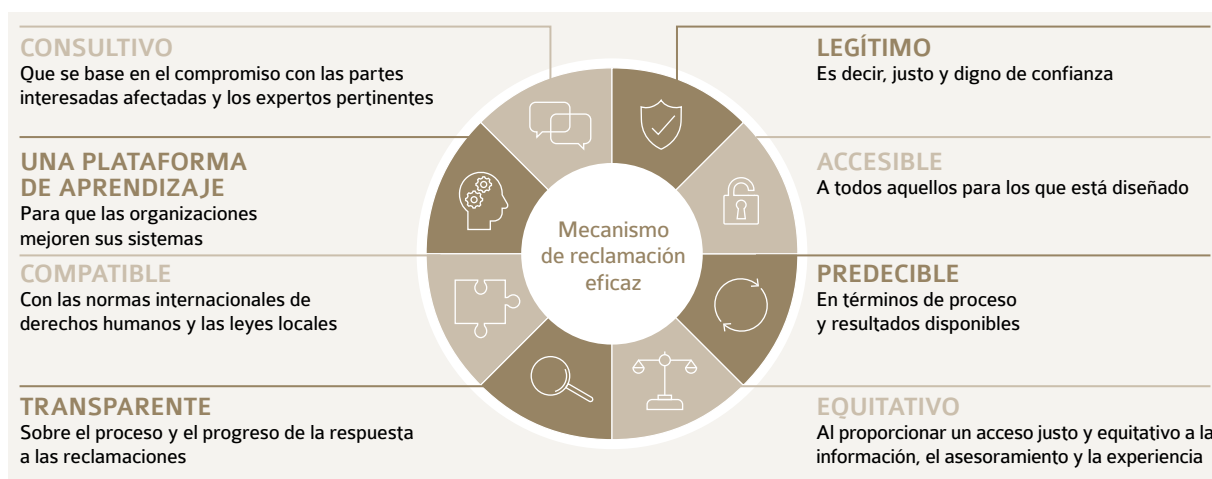 CONSULTIVO
Que se base en el compromiso con las partes
interesadas afectadas y los expertos pertinentes
UNA PLATAFORMA
DE APRENDIZAJE
Para que las organizaciones
mejoren sus sistemas
COMPATIBLE
Con las normas internacionales de
derechos humanos y las leyes locales
TRANSPARENTE
Sobre el proceso y el progreso de la respuesta
a las reclamaciones
Mecanismo
de reclamación
eficaz
LEGÍTIMO
Es decir, justo y digno de confianza
ACCESIBLE
A todos aquellos para los que está diseñado
PREDECIBLE
En términos de proceso
y resultados disponibles
EQUITATIVO
Al proporcionar un acceso justo y equitativo a la
información, el asesoramiento y la experiencia